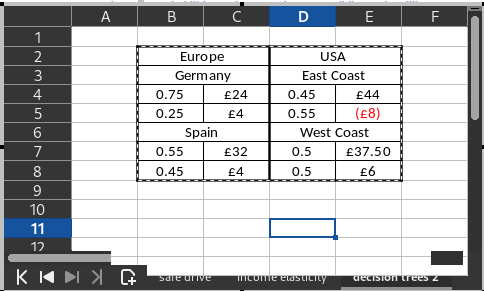 A B C D E F
1
2 Europe USA
3 Germany East Coast
4 0.75 £24 0.45 £44
5 0.25 £4 0.55 (£8)
6 Spain West Coast
7 0.55 £32 0.5 £37.50
8 0.45 £4 0.5 £6
9
10
11
12
safe drive income elasticity decision trees 2